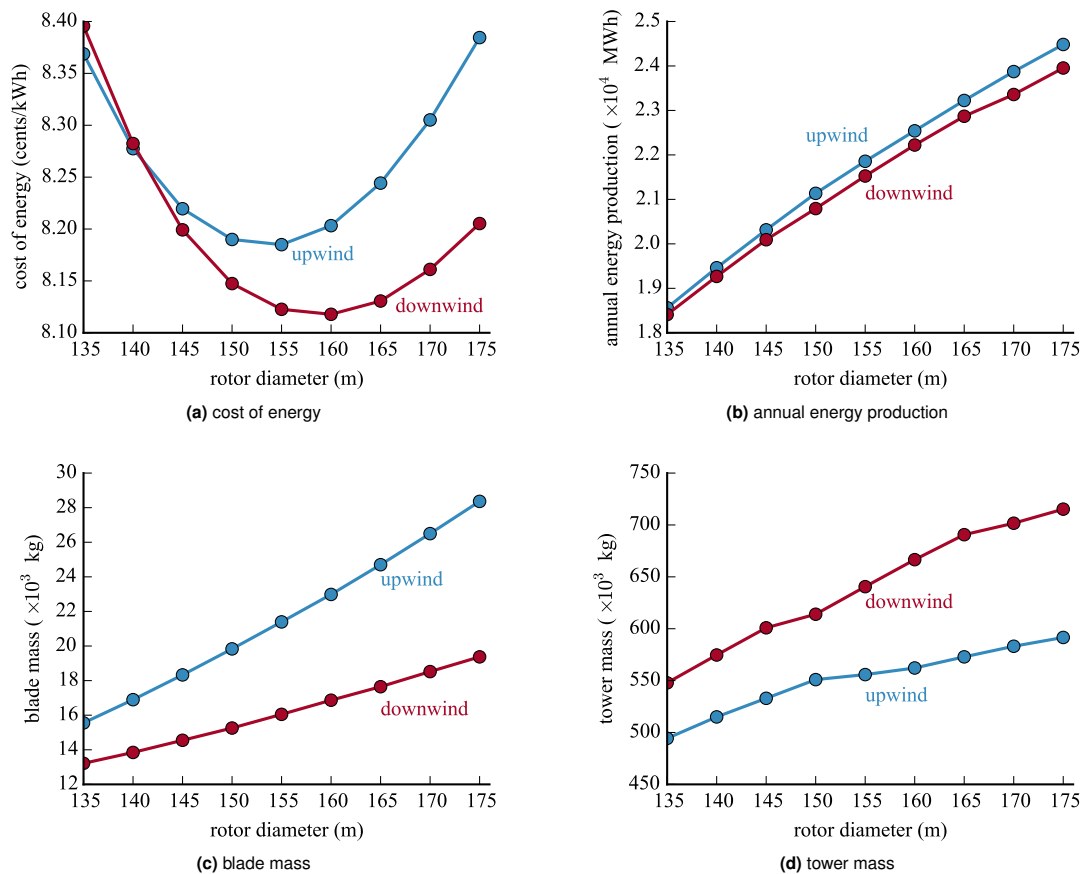 cost of energy (cents/kWh)
8.40
8.35
8.30
8.25
8.20
8.15
8.10
upwind
downwind
135 140 145 150 155 160 165 170 175
rotor diameter (m)
(a) cost of energy
annual energy production ( ×10⁴ MWh)
2.5
2.4
2.3
2.2
2.1
2.0
1.9
1.8
upwind
downwind
135 140 145 150 155 160 165 170 175
rotor diameter (m)
(b) annual energy production
blade mass ( ×10³ kg)
30
28
26
24
22
20
18
16
14
12
upwind
downwind
135 140 145 150 155 160 165 170 175
rotor diameter (m)
(c) blade mass
tower mass ( ×10³ kg)
750
700
650
600
550
500
450
downwind
upwind
135 140 145 150 155 160 165 170 175
rotor diameter (m)
(d) tower mass